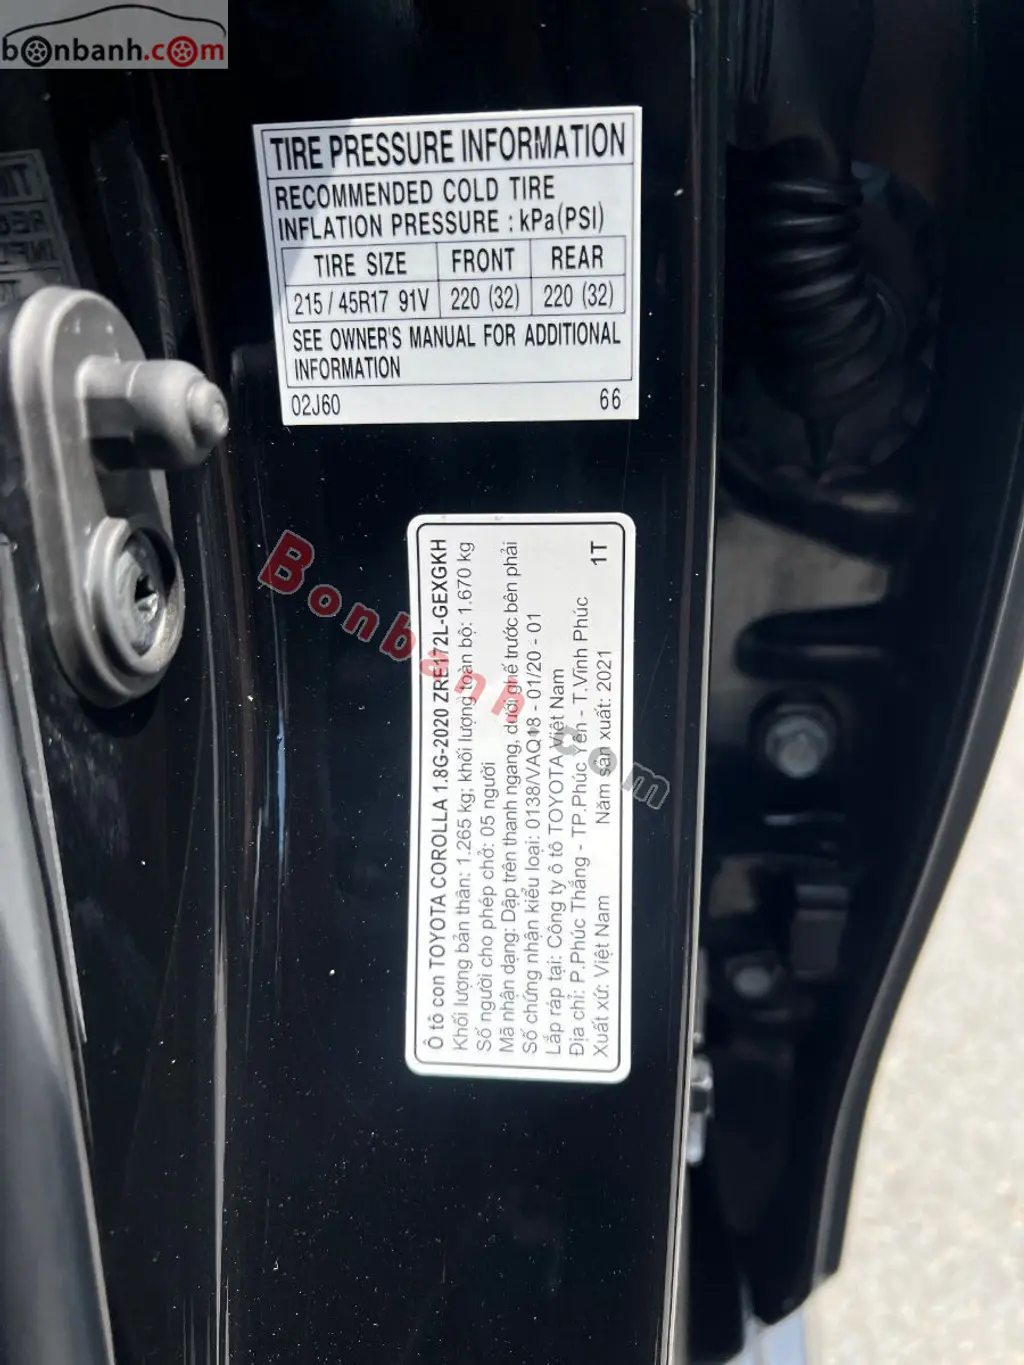 bonbanh.com
TIRE PRESSURE INFORMATION
RECOMMENDED COLD TIRE
INFLATION PRESSURE : kPa(PSI)
TIRE SIZE FRONT REAR
215 / 45R17 91V 220 (32) 220 (32)
SEE OWNER'S MANUAL FOR ADDITIONAL
INFORMATION
02J60 66
Ô tô con TOYOTA COROLLA 1.8G-2020 ZRE172L-GEXGKH
Khối lượng bản thân: 1.265 kg; khối lượng toàn bộ: 1.670 kg
Số người cho phép chở: 05 người
Mã nhận dạng: Dập trên thanh ngang, dưới ghế trước bên phải
Số chứng nhận kiểu loại: 0138/VAQ18 - 01/20 - 01
Lắp ráp tại: Công ty ô tô TOYOTA Việt Nam
Địa chỉ: P.Phúc Thắng - TP.Phúc Yên - T.Vĩnh Phúc
Xuất xứ: Việt Nam Năm sản xuất: 2021 1T
Bonbanh.com